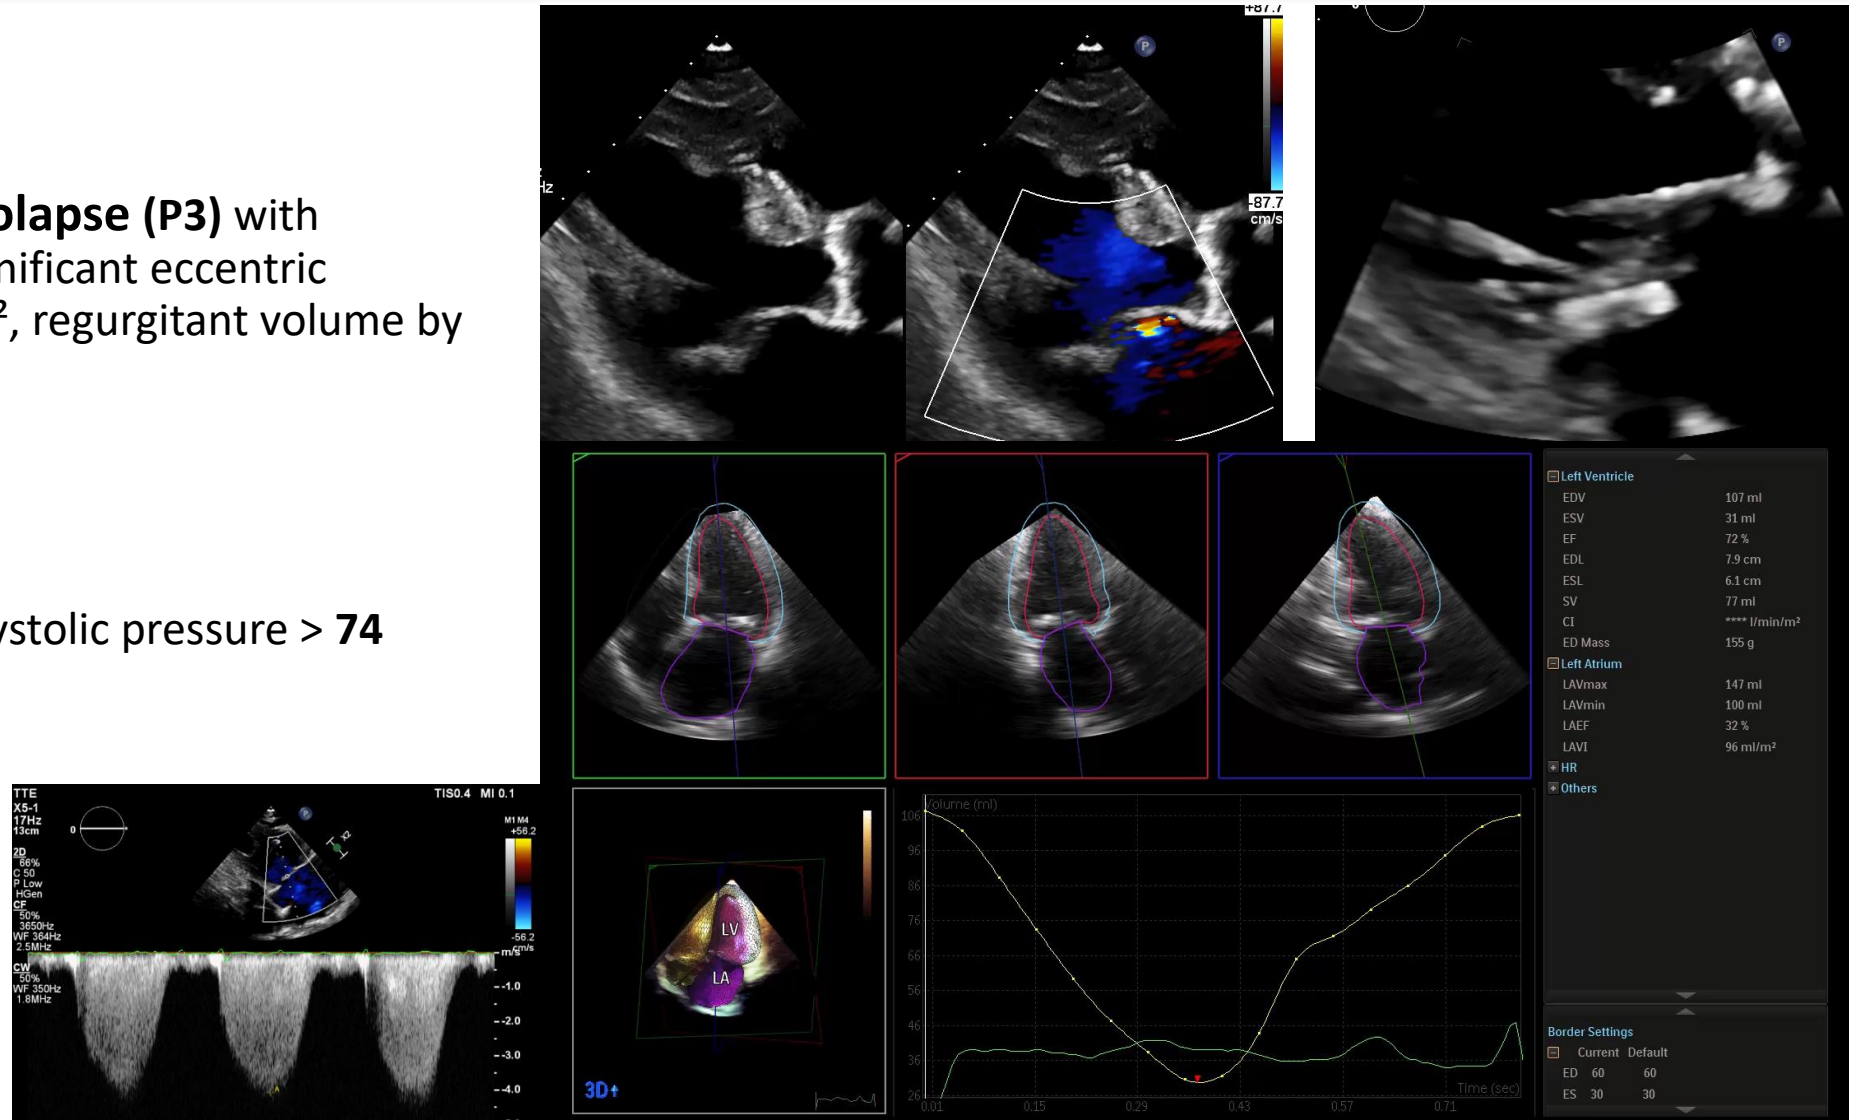 olapse (P3) with
nificant eccentric
², regurgitant volume by
ystolic pressure > 74
+87.7
P
Hz
-87.7
cm/s
0
P
Left Ventricle
EDV 107 ml
ESV 31 ml
EF 72 %
EDL 7.9 cm
ESL 6.1 cm
SV 77 ml
CI **** l/min/m²
ED Mass 155 g
Left Atrium
LAVmax 147 ml
LAVmin 100 ml
LAEF 32 %
LAVI 96 ml/m²
HR
Others
Border Settings
Current Default
ED 60 60
ES 30 30
TTE
X5-1
17Hz
13cm
TIS0.4 MI 0.1
M1 M4
+56.2
-56.2
cm/s
0
P
X2
2D
66%
C 50
P Low
HGen
CF
50%
3650Hz
WF 364Hz
2.5MHz
CW
50%
WF 350Hz
1.8MHz
m/s
-1.0
-2.0
-3.0
-4.0
LV
LA
3D
Volume (ml)
106
96
86
76
66
56
46
36
26
0.01 0.15 0.29 0.43 0.57 0.71
Time (sec)